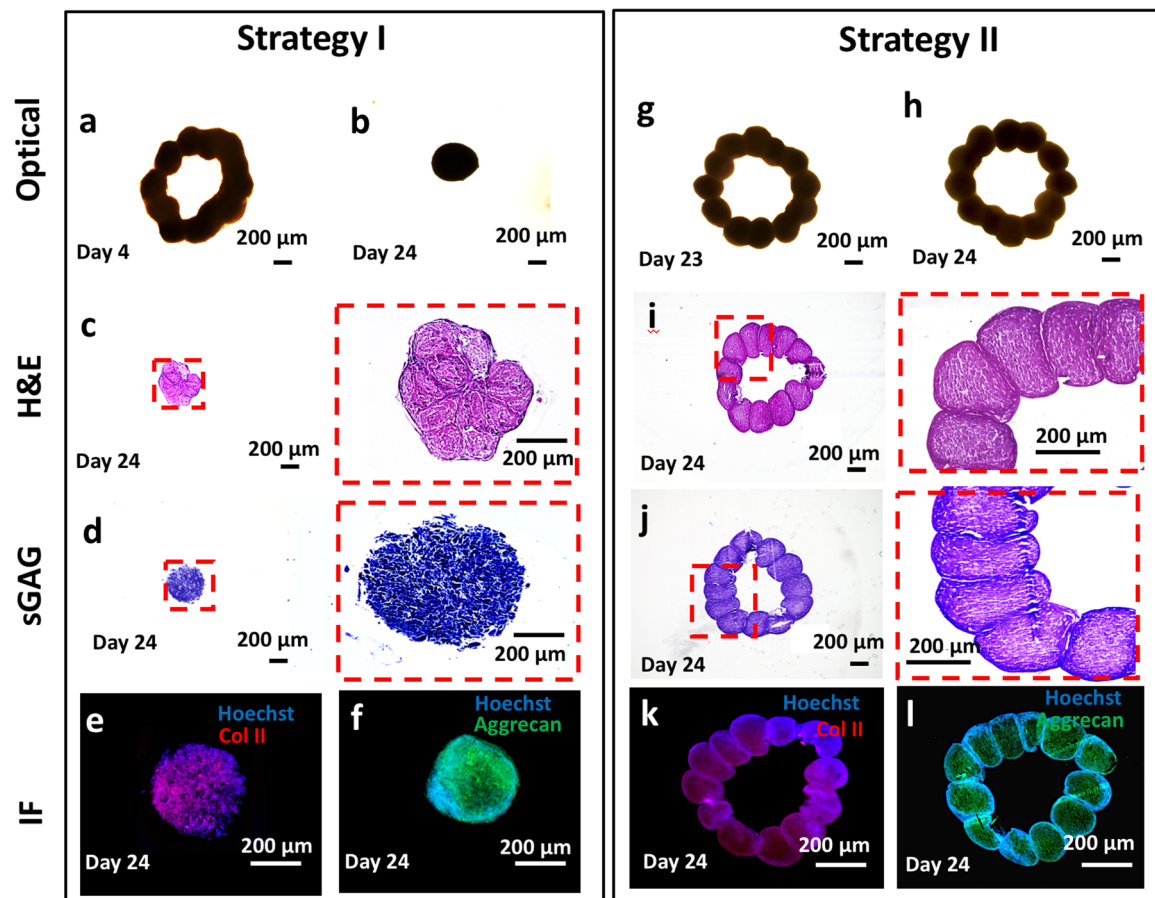 Strategy I
Strategy II
Optical
a
b
g
h
200 µm
200 µm
200 µm
200 µm
Day 4
Day 24
Day 23
Day 24
H&E
c
i
200 µm
200 µm
200 µm
200 µm
Day 24
Day 24
sGAG
d
j
200 µm
200 µm
200 µm
200 µm
Day 24
Day 24
IF
e
Hoechst
Col II
f
Hoechst
Aggrecan
k
Hoechst
Col II
l
Hoechst
Aggrecan
200 µm
200 µm
200 µm
200 µm
Day 24
Day 24
Day 24
Day 24